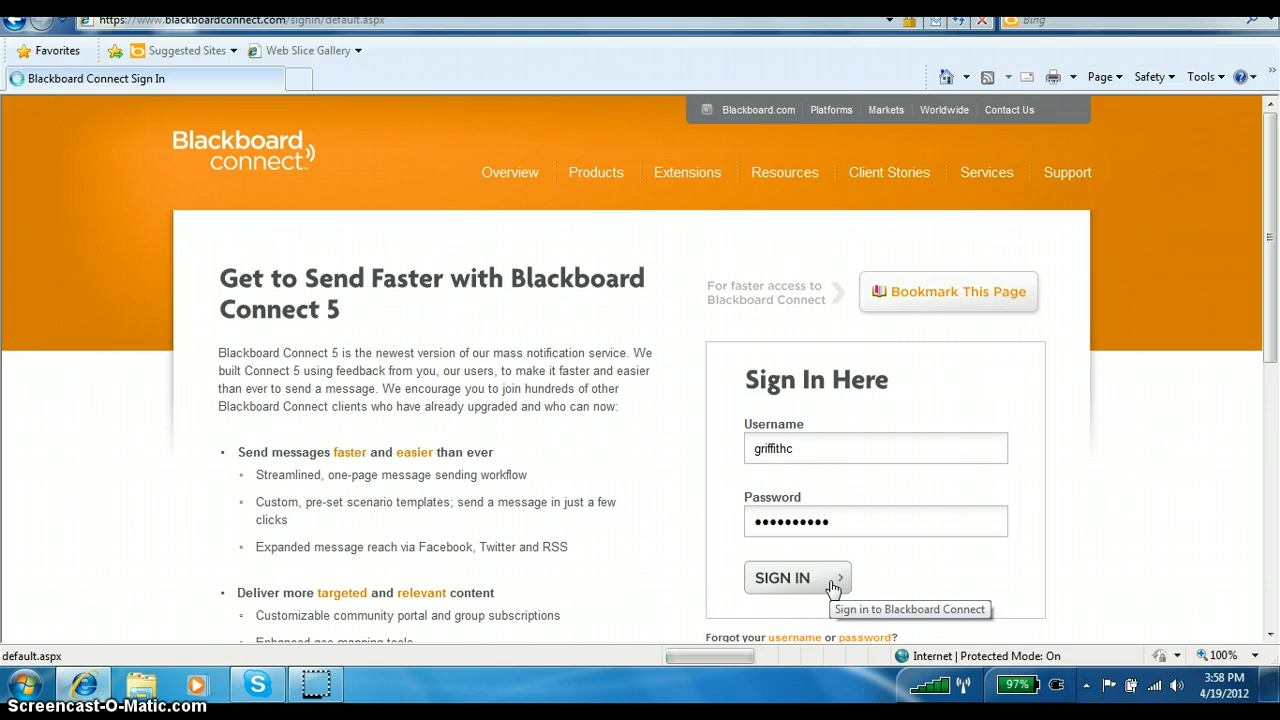 https://www.blackboardconnect.com/signin/default.aspx
Bing
Favorites
Suggested Sites
Web Slice Gallery
Blackboard Connect Sign In
Page
Safety
Tools
Blackboard.com
Platforms
Markets
Worldwide
Contact Us
Blackboard
connect
Overview
Products
Extensions
Resources
Client Stories
Services
Support
Get to Send Faster with Blackboard
Connect 5
Blackboard Connect 5 is the newest version of our mass notification service. We
built Connect 5 using feedback from you, our users, to make it faster and easier
than ever to send a message. We encourage you to join hundreds of other
Blackboard Connect clients who have already upgraded and who can now:
• Send messages faster and easier than ever
Streamlined, one-page message sending workflow
Custom, pre-set scenario templates; send a message in just a few
clicks
Expanded message reach via Facebook, Twitter and RSS
• Deliver more targeted and relevant content
Customizable community portal and group subscriptions
Enhanced geo-mapping tools
For faster access to
Blackboard Connect
Bookmark This Page
Sign In Here
Username
griffithc
Password
••••••••••
SIGN IN
Sign in to Blackboard Connect
Forgot your username or password?
default.aspx
Internet | Protected Mode: On
100%
97%
3:58 PM
4/19/2012
Screencast-O-Matic.com